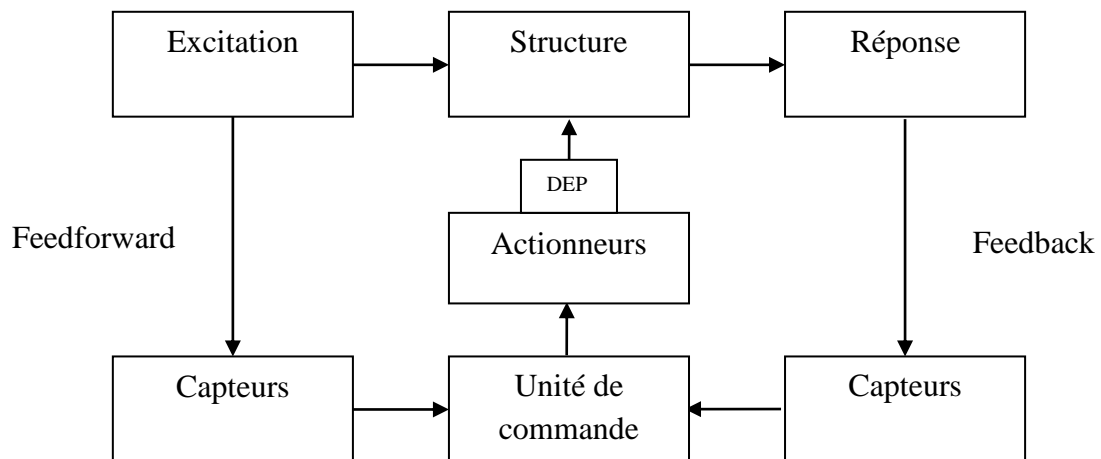 Excitation
Structure
Réponse
DEP
Feedforward
Actionneurs
Feedback
Capteurs
Unité de
commande
Capteurs